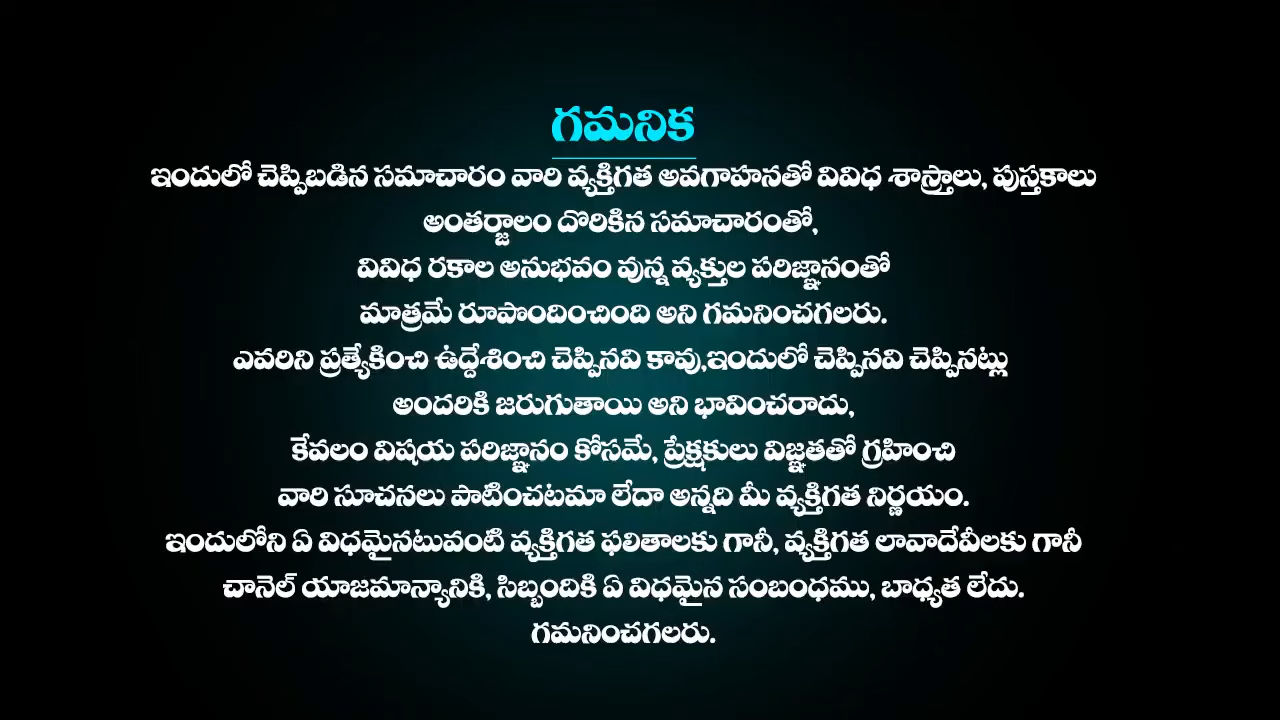 గమనిక
ఇందులో చెప్పిబడిన సమాచారం వారి వ్యక్తిగత అవగాహనతో వివిధ శాస్త్రాలు, పుస్తకాలు
అంతర్జాలం దొరికిన సమాచారంతో,
వివిధ రకాల అనుభవం వున్న వ్యక్తుల పరిజ్ఞానంతో
మాత్రమే రూపొందించింది అని గమనించగలరు.
ఎవరిని ప్రత్యేకించి ఉద్దేశించి చెప్పినవి కావు,ఇందులో చెప్పినవి చెప్పినట్లు
అందరికి జరుగుతాయి అని భావించరాదు,
కేవలం విషయ పరిజ్ఞానం కోసమే, ప్రేక్షకులు విజ్ఞతతో గ్రహించి
వారి సూచనలు పాటించటమా లేదా అన్నది మీ వ్యక్తిగత నిర్ణయం.
ఇందులోని ఏ విధమైనటువంటి వ్యక్తిగత ఫలితాలకు గానీ, వ్యక్తిగత లావాదేవీలకు గానీ
చానెల్ యాజమాన్యానికి, సిబ్బందికి ఏ విధమైన సంబంధము, బాధ్యత లేదు.
గమనించగలరు.